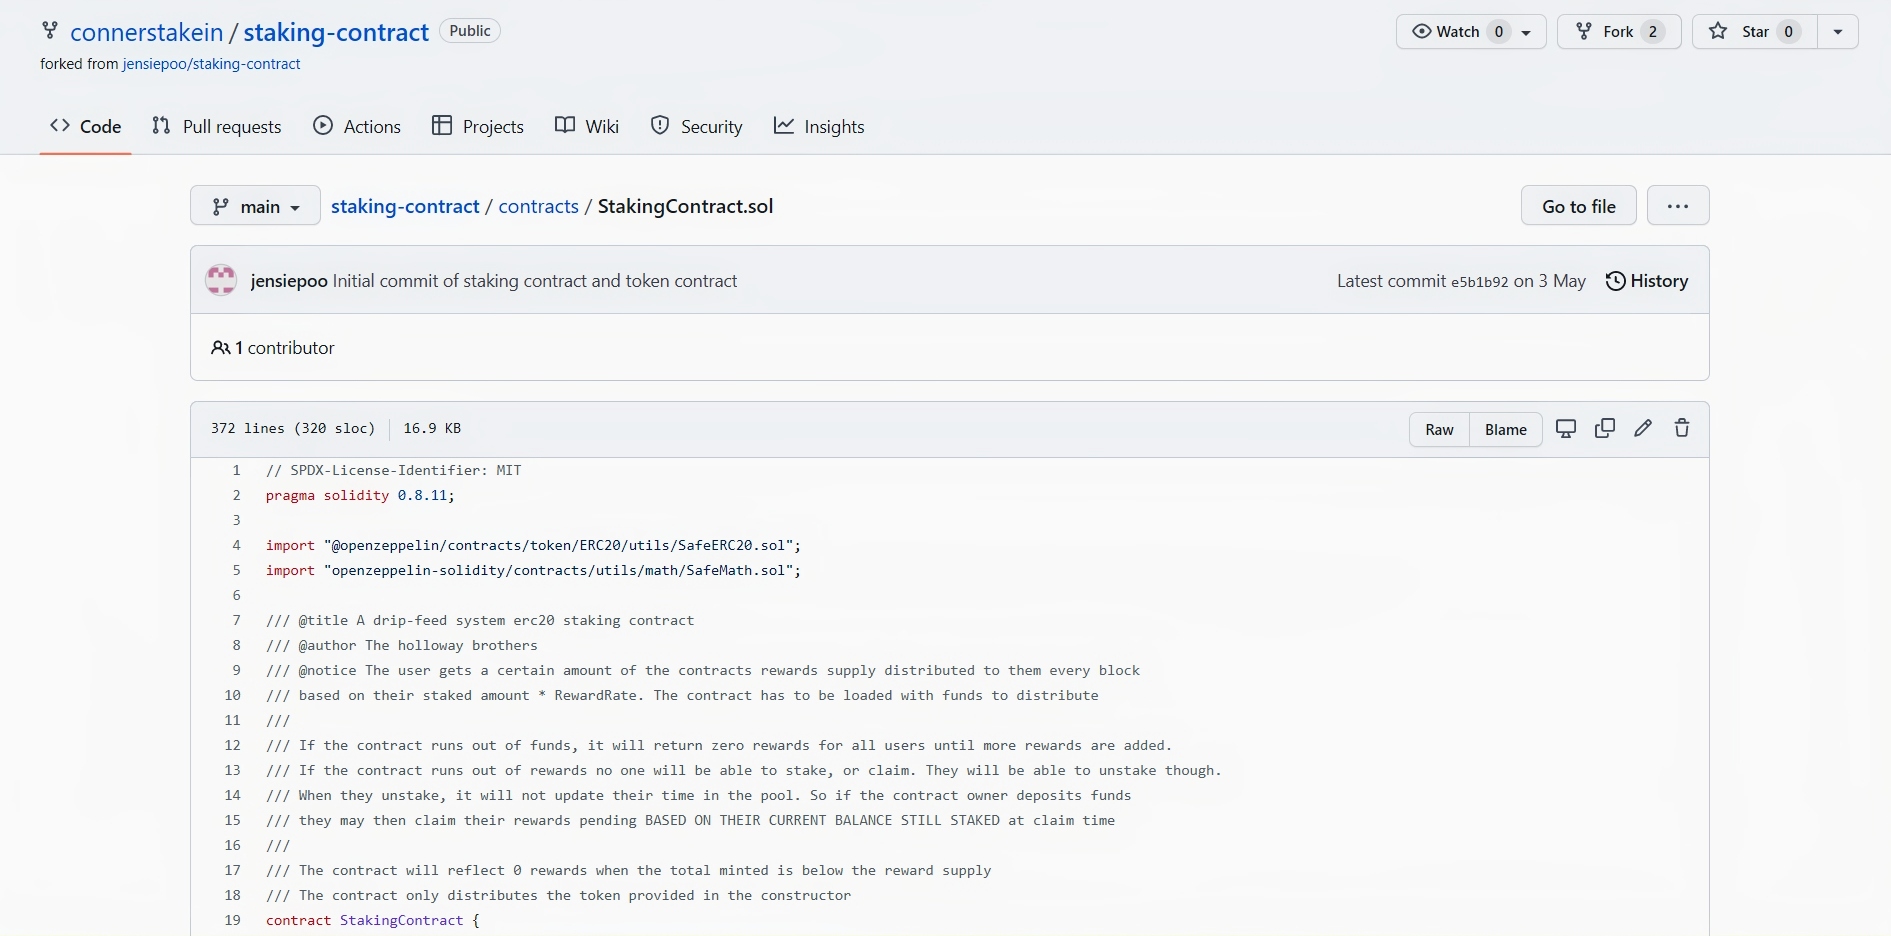 connerstakein / staking-contract Public
Watch 0 Fork 2 Star 0
forked from jensiepoo/staking-contract
Code Pull requests Actions Projects Wiki Security Insights
main staking-contract / contracts / StakingContract.sol Go to file ...
jensiepoo Initial commit of staking contract and token contract Latest commit e5b1b92 on 3 May History
1 contributor
372 lines (320 sloc) 16.9 KB Raw Blame
1 // SPDX-License-Identifier: MIT
2 pragma solidity 0.8.11;
3
4 import "@openzeppelin/contracts/token/ERC20/utils/SafeERC20.sol";
5 import "openzeppelin-solidity/contracts/utils/math/SafeMath.sol";
6
7 /// @title A drip-feed system erc20 staking contract
8 /// @author The holloway brothers
9 /// @notice The user gets a certain amount of the contracts rewards supply distributed to them every block
10 /// based on their staked amount * RewardRate. The contract has to be loaded with funds to distribute
11 ///
12 /// If the contract runs out of funds, it will return zero rewards for all users until more rewards are added.
13 /// If the contract runs out of rewards no one will be able to stake, or claim. They will be able to unstake though.
14 /// When they unstake, it will not update their time in the pool. So if the contract owner deposits funds
15 /// they may then claim their rewards pending BASED ON THEIR CURRENT BALANCE STILL STAKED at claim time
16 ///
17 /// The contract will reflect 0 rewards when the total minted is below the reward supply
18 /// The contract only distributes the token provided in the constructor
19 contract StakingContract {